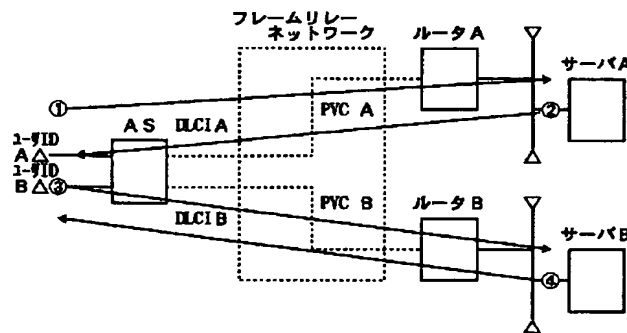 フレームリレー
ネットワーク
ルータA
サーバA
①
②
PVC A
AS
DLCI A
ユーザID
A
ユーザID
B
③
PVC B
DLCI B
ルータB
サーバB
④